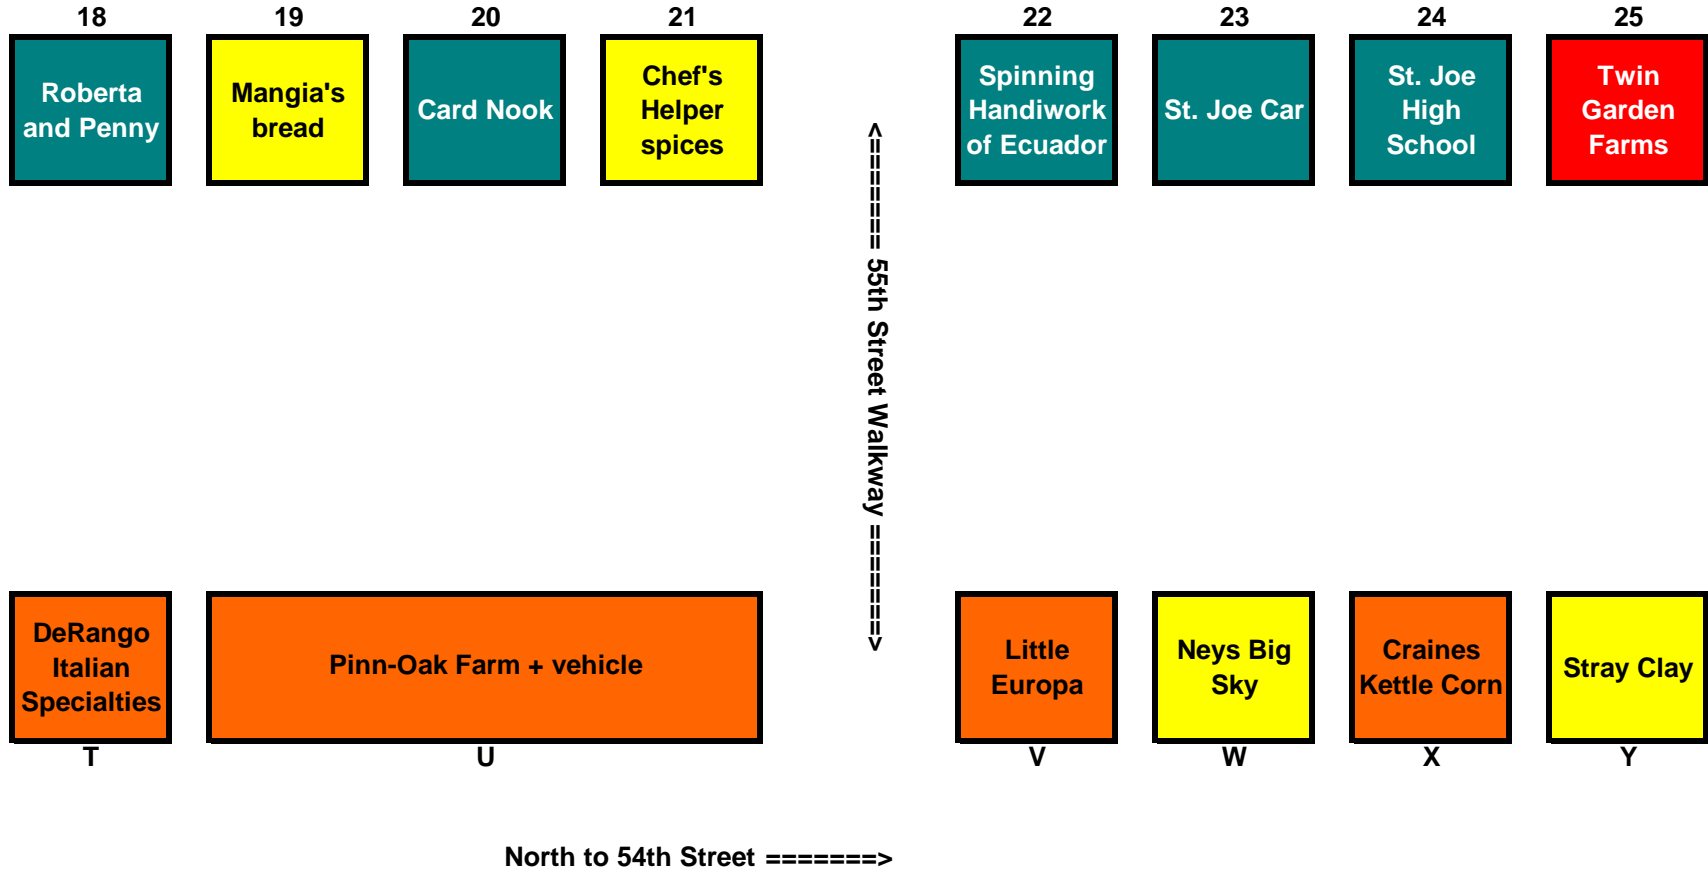 18 19 20 21 22 23 24 25
Roberta
and Penny
Mangia's
bread
Card Nook
Chef's
Helper
spices
Spinning
Handiwork
of Ecuador
St. Joe Car
St. Joe
High
School
Twin
Garden
Farms
<======= 55th Street Walkway =======>
DeRango
Italian
Specialties
Pinn-Oak Farm + vehicle
Little
Europa
Neys Big
Sky
Craines
Kettle Corn
Stray Clay
T U V W X Y
North to 54th Street =======>